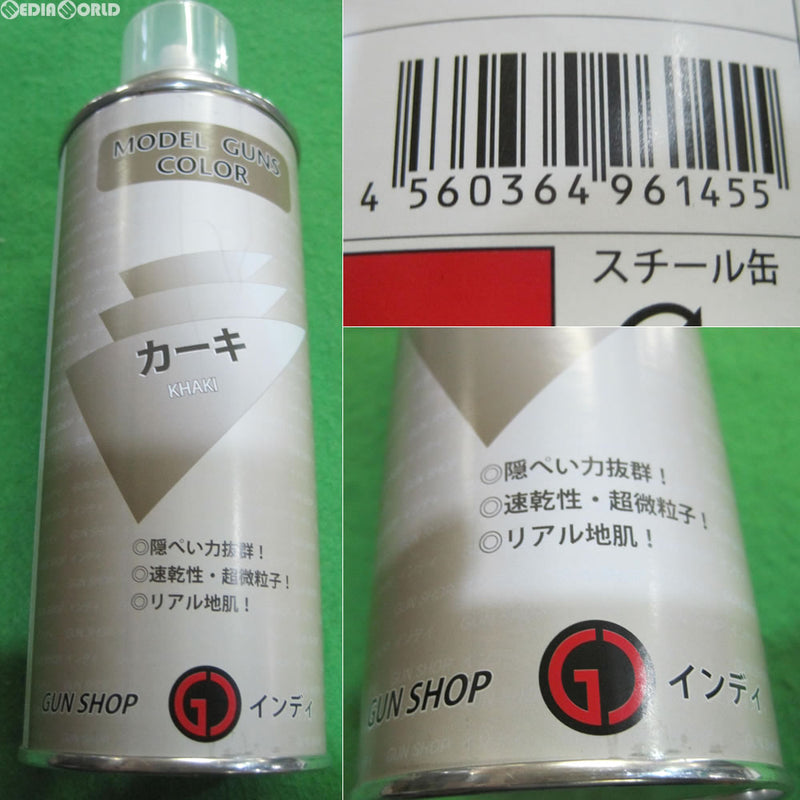 MEDIAWORLD
MODEL GUNS
COLOR
カーキ
KHAKI
◎隠ぺい力抜群！
◎速乾性・超微粒子！
◎リアル地肌！
GUN SHOP
インディ
4 560364 961455
スチール缶
◎隠ぺい力抜群！
◎速乾性・超微粒子！
◎リアル地肌！
GUN SHOP
インディ